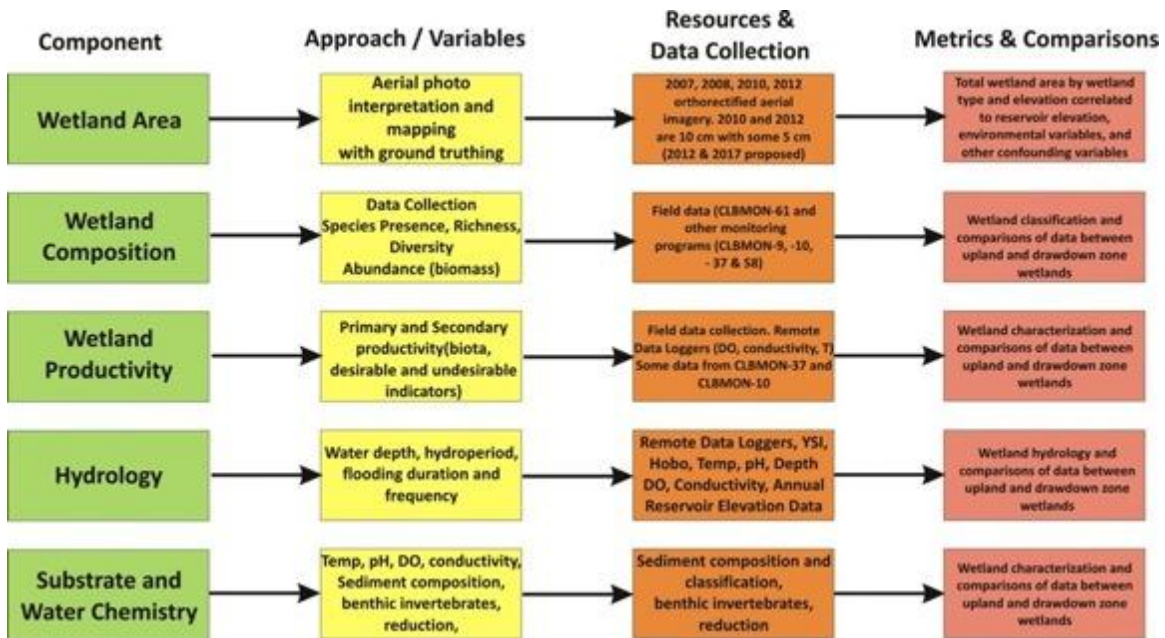 Component
Approach / Variables
Resources &
Data Collection
Metrics & Comparisons
Wetland Area
Aerial photo
interpretation and
mapping
with ground truthing
2007, 2008, 2010, 2012
orthorectified aerial
imagery. 2010 and 2012
are 10 cm with some 5 cm
(2012 & 2017 proposed)
Total wetland area by wetland
type and elevation correlated
to reservoir elevation,
environmental variables, and
other confounding variables
Wetland
Composition
Data Collection
Species Presence, Richness,
Diversity
Abundance (biomass)
Field data (CLBMON-61 and
other monitoring
programs (CLBMON-9, -10,
- 37 & 58)
Wetland classification and
comparisons of data between
upland and drawdown zone
wetlands
Wetland
Productivity
Primary and Secondary
productivity(biota,
desirable and undesirable
indicators)
Field data collection. Remote
Data Loggers (DO, conductivity, T)
Some data from CLBMON-37 and
CLBMON-10
Wetland characterization and
comparisons of data between
upland and drawdown zone
wetlands
Hydrology
Water depth, hydroperiod,
flooding duration and
frequency
Remote Data Loggers, YSI,
Hobo, Temp, pH, Depth
DO, Conductivity, Annual
Reservoir Elevation Data
Wetland hydrology and
comparisons of data between
upland and drawdown zone
wetlands
Substrate and
Water Chemistry
Temp, pH, DO, conductivity,
Sediment composition,
benthic invertebrates,
reduction,
Sediment composition and
classification,
benthic invertebrates,
reduction
Wetland characterization and
comparisons of data between
upland and drawdown zone
wetlands